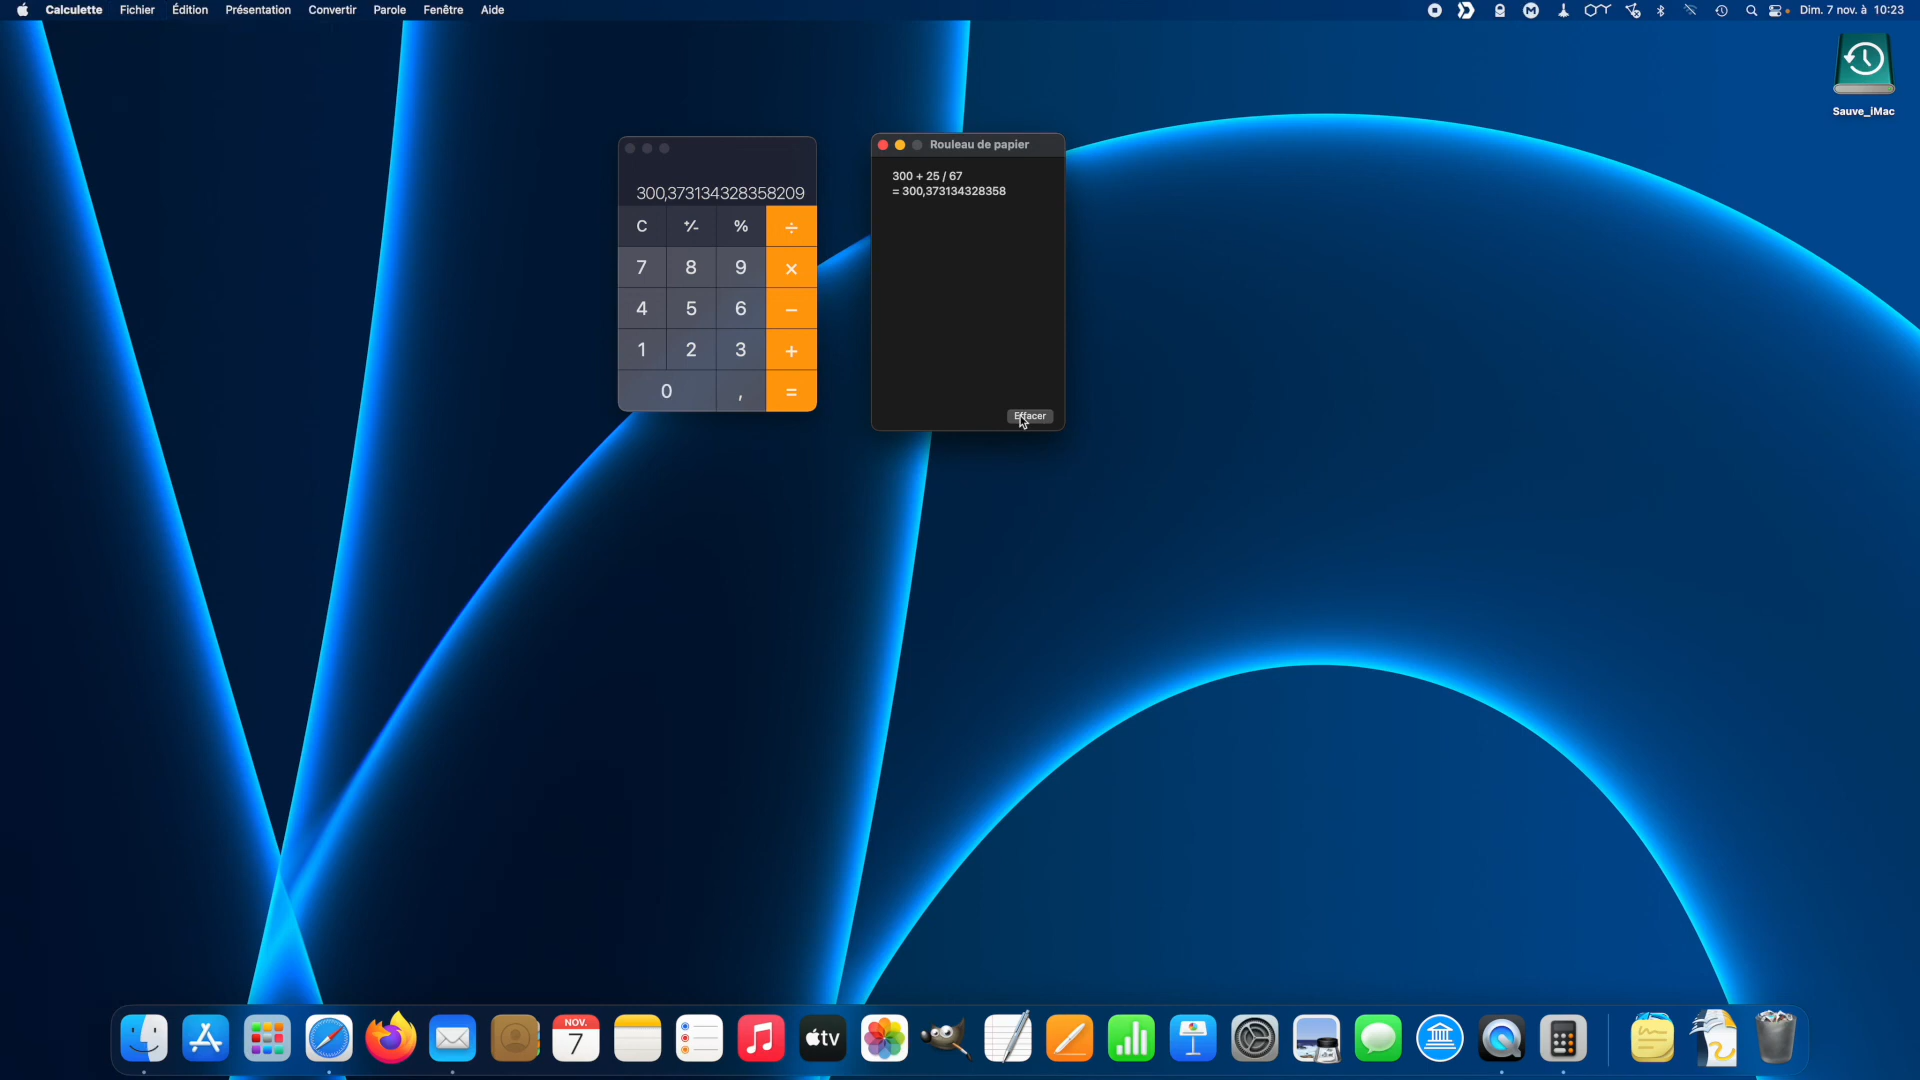 Calculette Fichier Édition Présentation Convertir Parole Fenêtre Aide
Dim. 7 nov. à 10:23
Sauve_iMac
Rouleau de papier
300 + 25 / 67
= 300,373134328358
300,373134328358209
C ⁺∕₋ % ÷
7 8 9 ×
4 5 6 −
1 2 3 +
0 , =
Effacer
NOV.
7
tv